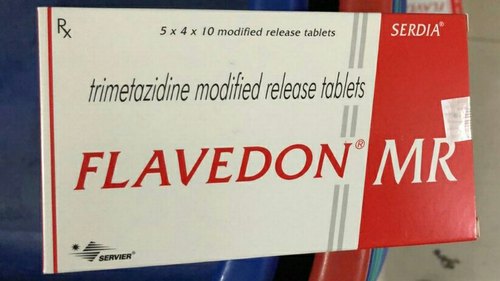 Rx
5 x 4 x 10 modified release tablets
SERDIA®
trimetazidine modified release tablets
FLAVEDON® MR
SERVIER